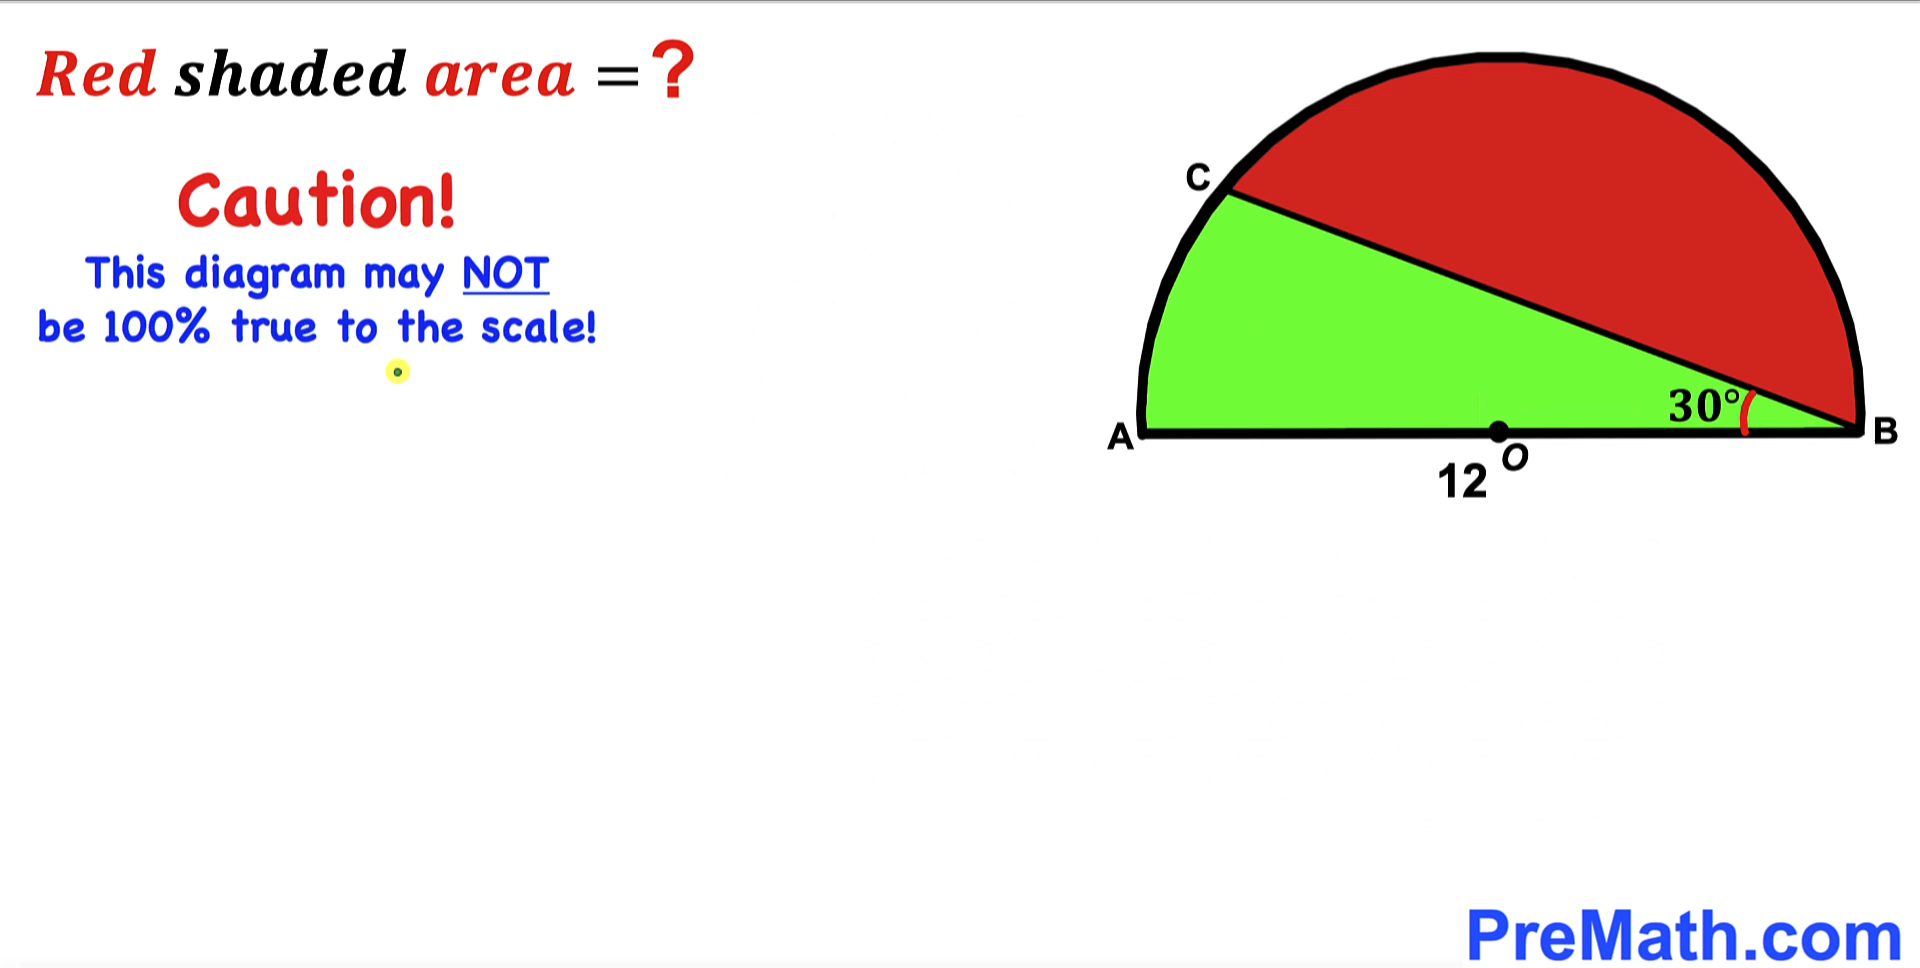 Red shaded area = ?
Caution!
This diagram may NOT
be 100% true to the scale!
C
30°
A
B
O
12
PreMath.com